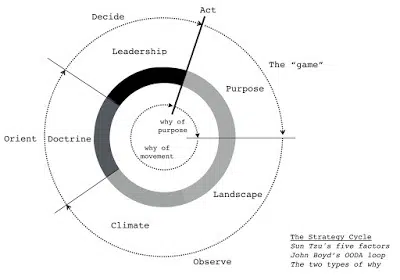 Decide
Act
Leadership
The "game"
Purpose
why of
purpose
Orient
Doctrine
why of
movement
Landscape
Climate
Observe
The Strategy Cycle
Sun Tzu's five factors
John Boyd's OODA loop
The two types of why